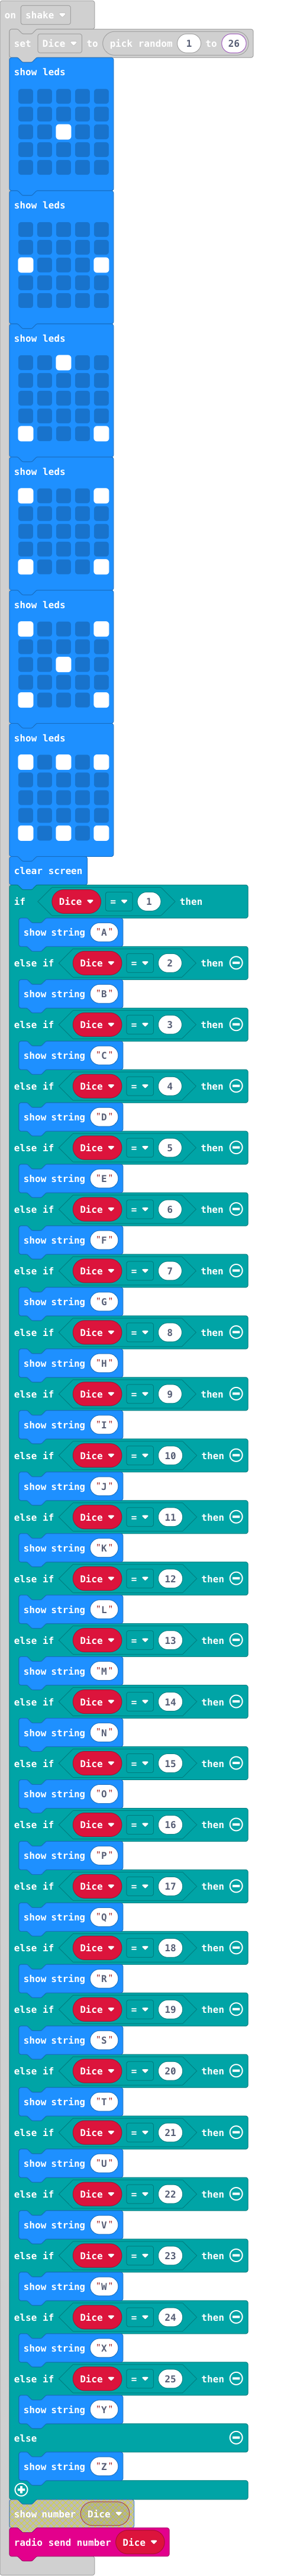 on shake
set Dice to pick random 1 to 26
show leds
show leds
show leds
show leds
show leds
show leds
clear screen
if Dice = 1 then
show string "A"
else if Dice = 2 then
show string "B"
else if Dice = 3 then
show string "C"
else if Dice = 4 then
show string "D"
else if Dice = 5 then
show string "E"
else if Dice = 6 then
show string "F"
else if Dice = 7 then
show string "G"
else if Dice = 8 then
show string "H"
else if Dice = 9 then
show string "I"
else if Dice = 10 then
show string "J"
else if Dice = 11 then
show string "K"
else if Dice = 12 then
show string "L"
else if Dice = 13 then
show string "M"
else if Dice = 14 then
show string "N"
else if Dice = 15 then
show string "O"
else if Dice = 16 then
show string "P"
else if Dice = 17 then
show string "Q"
else if Dice = 18 then
show string "R"
else if Dice = 19 then
show string "S"
else if Dice = 20 then
show string "T"
else if Dice = 21 then
show string "U"
else if Dice = 22 then
show string "V"
else if Dice = 23 then
show string "W"
else if Dice = 24 then
show string "X"
else if Dice = 25 then
show string "Y"
else
show string "Z"
show number Dice
radio send number Dice